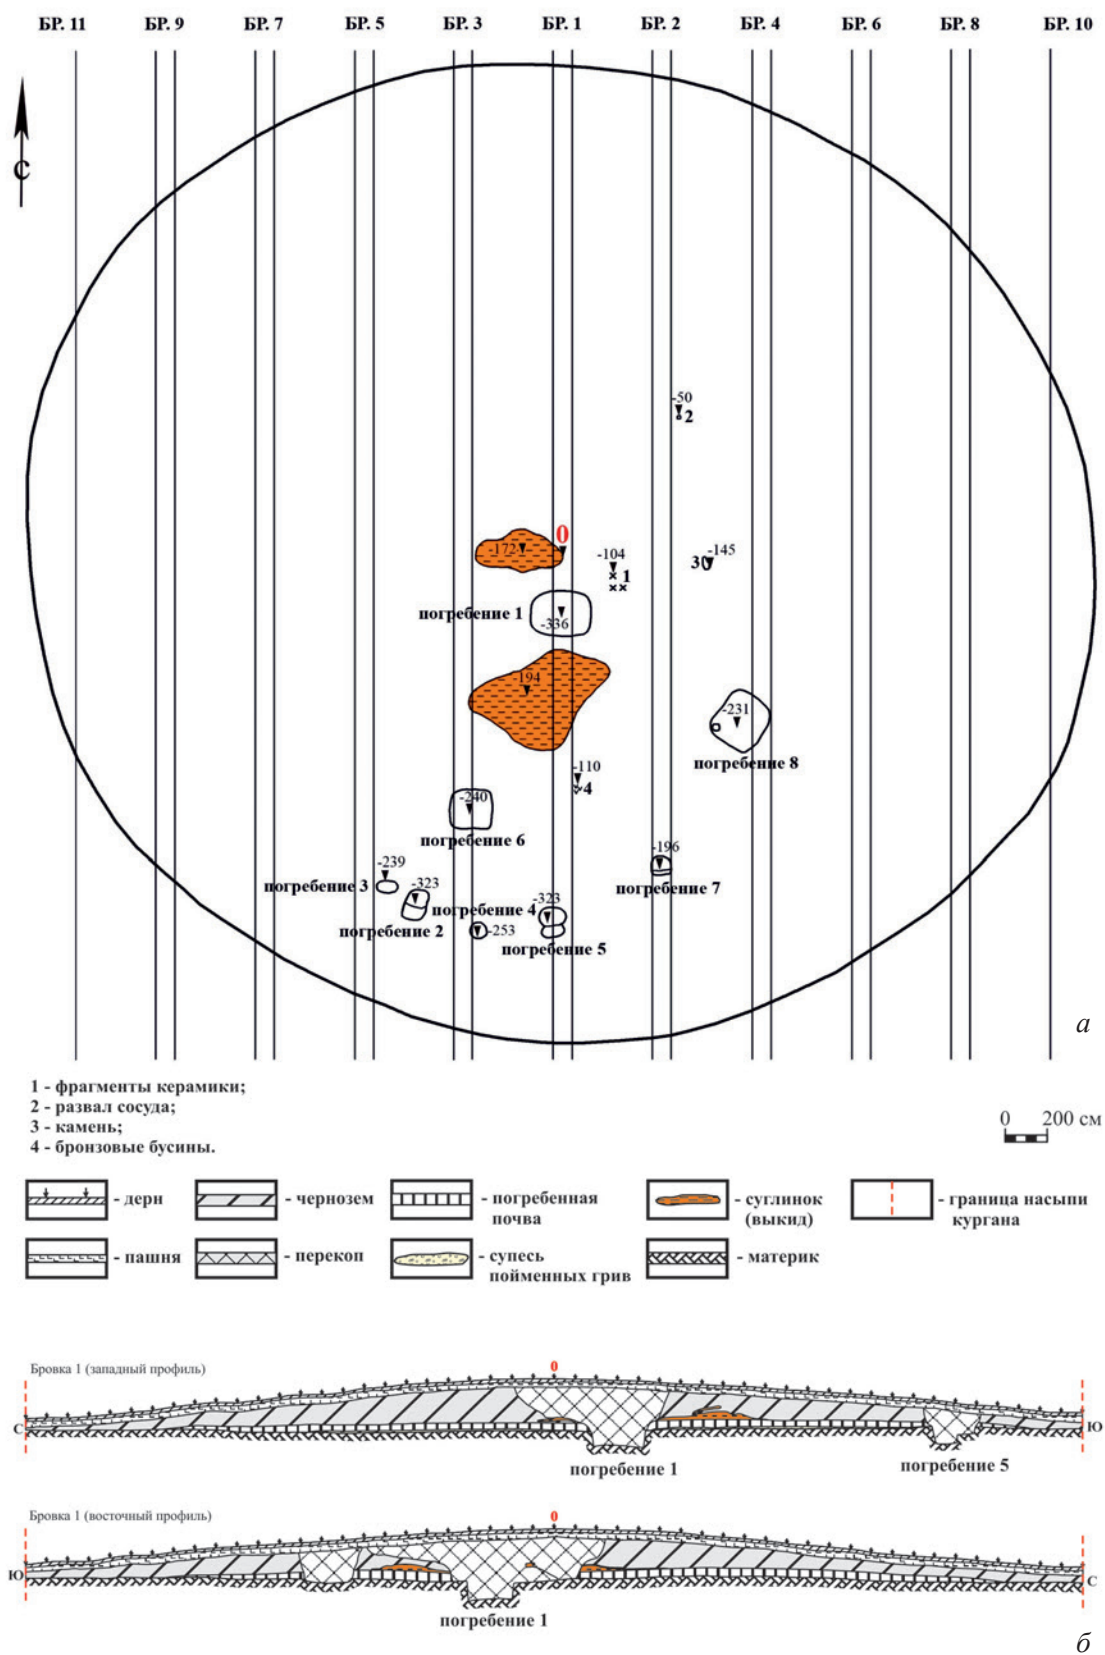 БР. 11 БР. 9 БР. 7 БР. 5 БР. 3 БР. 1 БР. 2 БР. 4 БР. 6 БР. 8 БР. 10
С
-50
2
0
-172
-104
1
-145
3
погребение 1
-336
-194
-231
погребение 8
-110
4
-240
погребение 6
-196
погребение 7
-239
погребение 3
-323
погребение 2
погребение 4
-253
-323
погребение 5
а
1 - фрагменты керамики;
2 - развал сосуда;
3 - камень;
4 - бронзовые бусины.
0 200 см
- дерн
- чернозем
- погребенная
почва
- суглинок
(выкид)
- граница насыпи
кургана
- пашня
- перекоп
- супесь
пойменных грив
- материк
Бровка 1 (западный профиль)
0
С
Ю
погребение 1
погребение 5
Бровка 1 (восточный профиль)
0
Ю
С
погребение 1
б